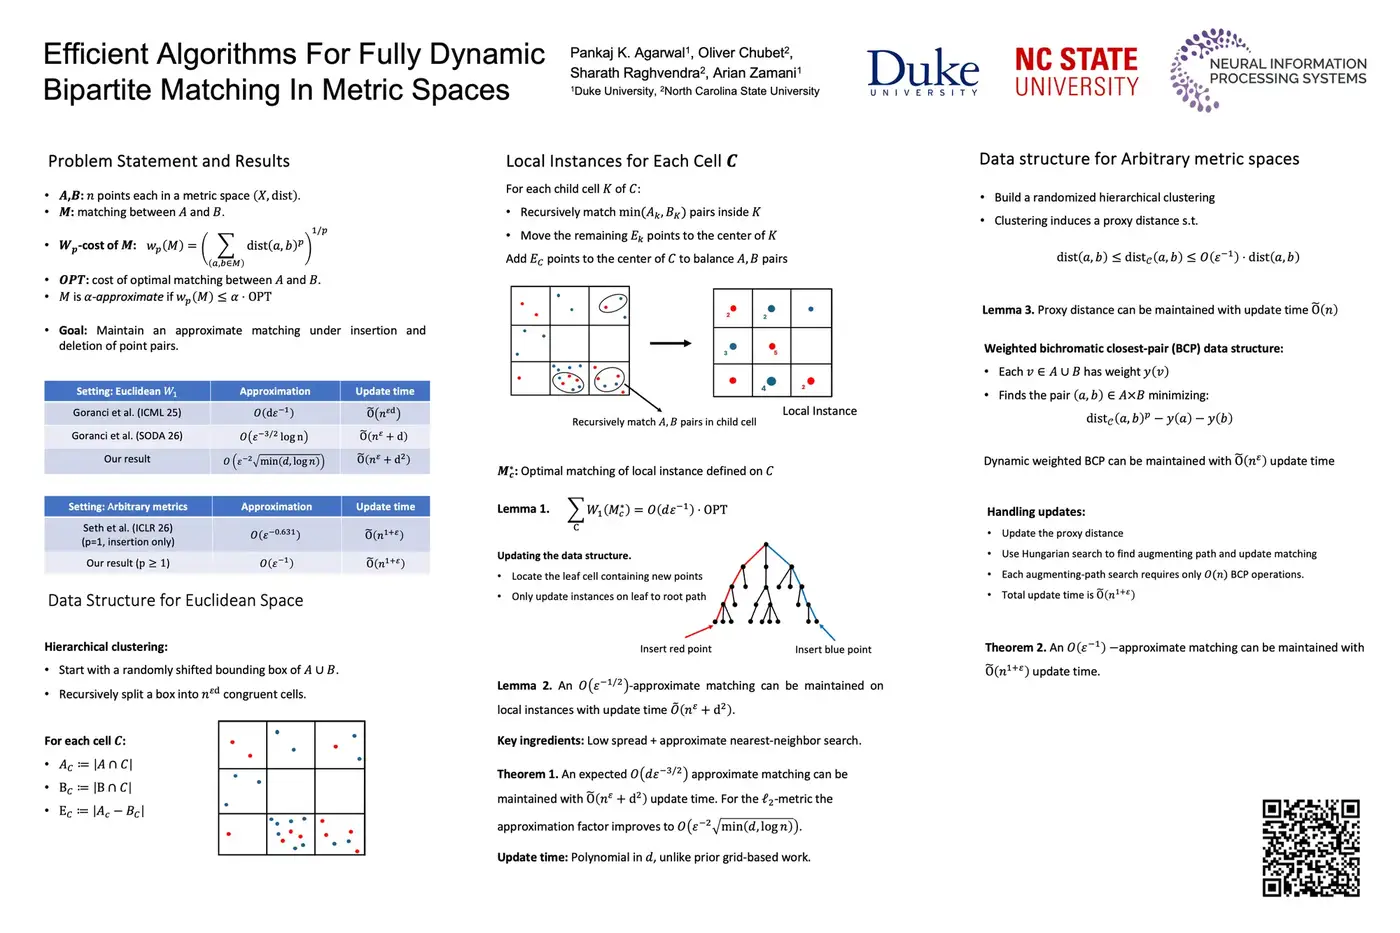 Efficient Algorithms For Fully Dynamic
Bipartite Matching In Metric Spaces
Pankaj K. Agarwal¹, Oliver Chubet²,
Sharath Raghvendra², Arian Zamani¹
¹Duke University, ²North Carolina State University
Duke
UNIVERSITY
NC STATE
UNIVERSITY
NEURAL INFORMATION
PROCESSING SYSTEMS
Problem Statement and Results
• A,B: n points each in a metric space (X, dist).
• M: matching between A and B.
• W_p-cost of M: w_p(M) = (∑_{(a,b∈M)} dist(a, b)^p)^{1/p}
• OPT: cost of optimal matching between A and B.
• M is α-approximate if w_p(M) ≤ α · OPT
• Goal: Maintain an approximate matching under insertion and
deletion of point pairs.
Setting: Euclidean W₁ Approximation Update time
Goranci et al. (ICML 25) O(dε⁻¹) Õ(n^{εd})
Goranci et al. (SODA 26) O(ε^{-3/2} log n) Õ(n^ε + d)
Our result O(ε⁻²√min(d, log n)) Õ(n^ε + d²)
Setting: Arbitrary metrics Approximation Update time
Seth et al. (ICLR 26)
(p=1, insertion only) O(ε^{-0.631}) Õ(n^{1+ε})
Our result (p ≥ 1) O(ε⁻¹) Õ(n^{1+ε})
Data Structure for Euclidean Space
Hierarchical clustering:
• Start with a randomly shifted bounding box of A ∪ B.
• Recursively split a box into n^{εd} congruent cells.
For each cell C:
• A_C ≔ |A ∩ C|
• B_C ≔ |B ∩ C|
• E_C ≔ |A_c − B_C|
Local Instances for Each Cell C
For each child cell K of C:
• Recursively match min(A_k, B_K) pairs inside K
• Move the remaining E_k points to the center of K
Add E_C points to the center of C to balance A, B pairs
2 2
3 5
4 2
Local Instance
Recursively match A, B pairs in child cell
M_c^*: Optimal matching of local instance defined on C
Lemma 1. ∑_C W₁(M_c^*) = O(dε⁻¹) · OPT
Updating the data structure.
• Locate the leaf cell containing new points
• Only update instances on leaf to root path
Insert red point Insert blue point
Lemma 2. An O(ε^{-1/2})-approximate matching can be maintained on
local instances with update time Õ(n^ε + d²).
Key ingredients: Low spread + approximate nearest-neighbor search.
Theorem 1. An expected O(dε^{-3/2}) approximate matching can be
maintained with Õ(n^ε + d²) update time. For the ℓ₂-metric the
approximation factor improves to O(ε⁻²√min(d, log n)).
Update time: Polynomial in d, unlike prior grid-based work.
Data structure for Arbitrary metric spaces
• Build a randomized hierarchical clustering
• Clustering induces a proxy distance s.t.
dist(a, b) ≤ dist_C(a, b) ≤ O(ε⁻¹) · dist(a, b)
Lemma 3. Proxy distance can be maintained with update time Õ(n)
Weighted bichromatic closest-pair (BCP) data structure:
• Each v ∈ A ∪ B has weight y(v)
• Finds the pair (a, b) ∈ A×B minimizing:
dist_C(a, b)^p − y(a) − y(b)
Dynamic weighted BCP can be maintained with Õ(n^ε) update time
Handling updates:
• Update the proxy distance
• Use Hungarian search to find augmenting path and update matching
• Each augmenting-path search requires only O(n) BCP operations.
• Total update time is Õ(n^{1+ε})
Theorem 2. An O(ε⁻¹) −approximate matching can be maintained with
Õ(n^{1+ε}) update time.